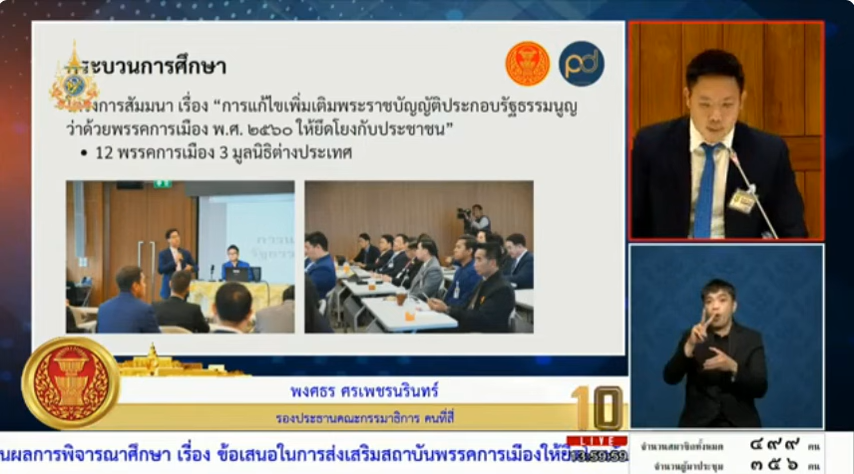 กระบวนการศึกษา
โครงการสัมมนา เรื่อง “การแก้ไขเพิ่มเติมพระราชบัญญัติประกอบรัฐธรรมนูญ
ว่าด้วยพรรคการเมือง พ.ศ. ๒๕๖๐ ให้ยึดโยงกับประชาชน”
• 12 พรรคการเมือง 3 มูลนิธิต่างประเทศ
pd
พงศธร ศรเพชรนรินทร์
รองประธานคณะกรรมาธิการ คนที่สี่
10
LIVE
13:59:59
นผลการพิจารณาศึกษา เรื่อง ข้อเสนอในการส่งเสริมสถาบันพรรคการเมืองให้ยึด
จำนวนสมาชิกทั้งหมด ๔๙๙ คน
จำนวนผู้มาประชุม ๓๕๖ คน